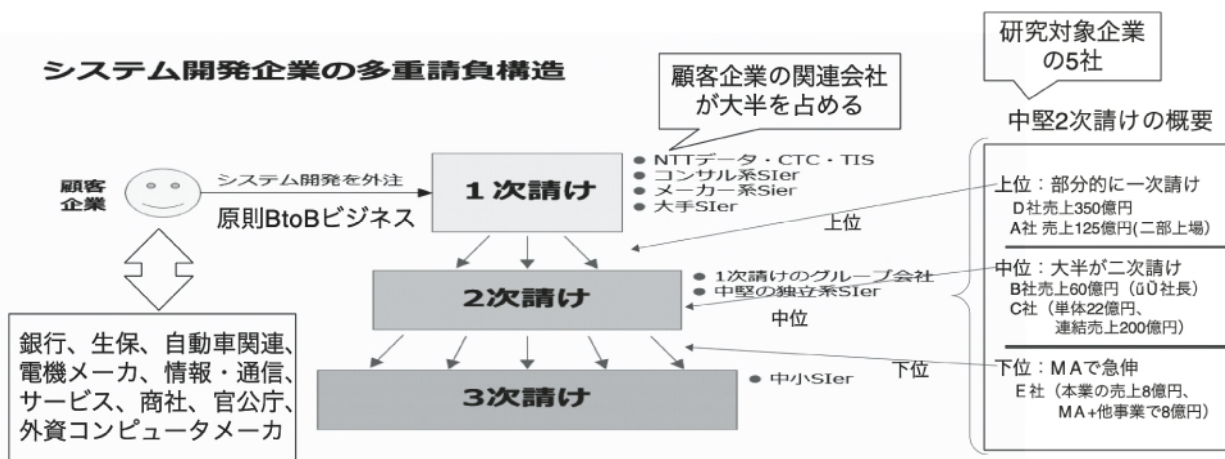 システム開発企業の多重請負構造
顧客企業の関連会社
が大半を占める
研究対象企業
の5社
中堅2次請けの概要
顧客
企業
システム開発を外注
原則BtoBビジネス
1次請け
● NTTデータ・CTC・TIS
● コンサル系SIer
● メーカー系Sier
● 大手SIer
上位
2次請け
● 1次請けのグループ会社
● 中堅の独立系SIer
中位
3次請け
● 中小SIer
下位
銀行、生保、自動車関連、
電機メーカ、情報・通信、
サービス、商社、官公庁、
外資コンピュータメーカ
上位：部分的に一次請け
D社売上350億円
A社 売上125億円(二部上場）
中位：大半が二次請け
B社売上60億円（űÜ社長）
C社（単体22億円、
連結売上200億円）
下位：MAで急伸
E社（本業の売上8億円、
MA+他事業で8億円）